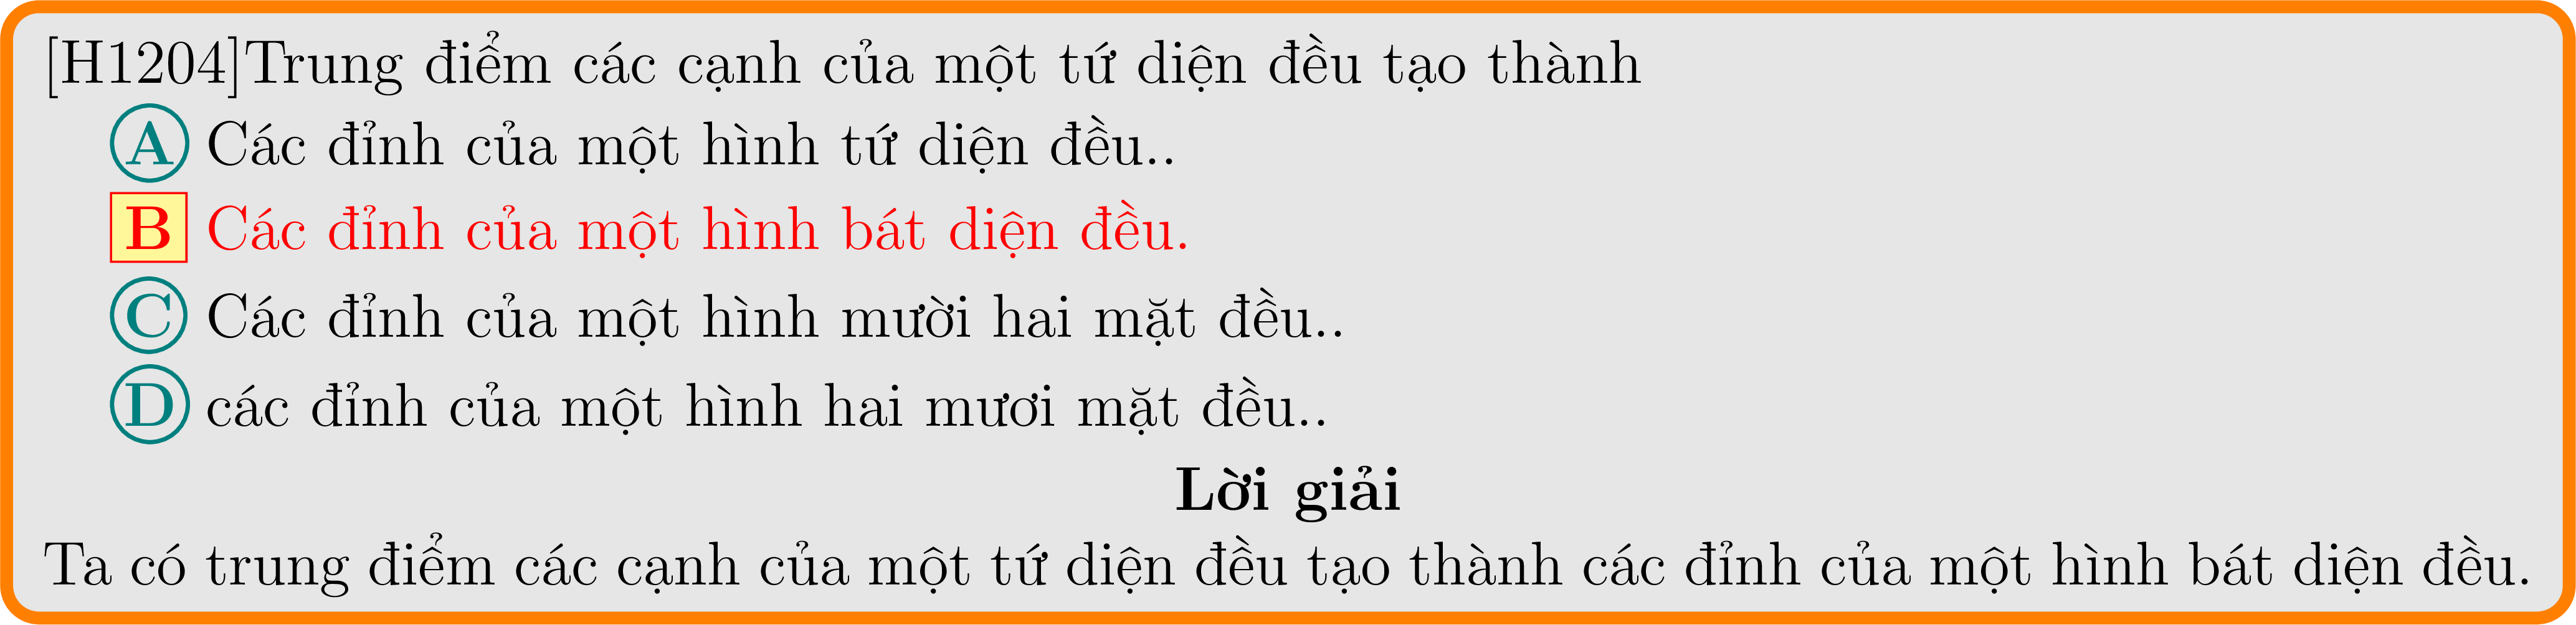 [H1204]Trung điểm các cạnh của một tứ diện đều tạo thành
A Các đỉnh của một hình tứ diện đều..
B Các đỉnh của một hình bát diện đều.
C Các đỉnh của một hình mười hai mặt đều..
D các đỉnh của một hình hai mươi mặt đều..
Lời giải
Ta có trung điểm các cạnh của một tứ diện đều tạo thành các đỉnh của một hình bát diện đều.